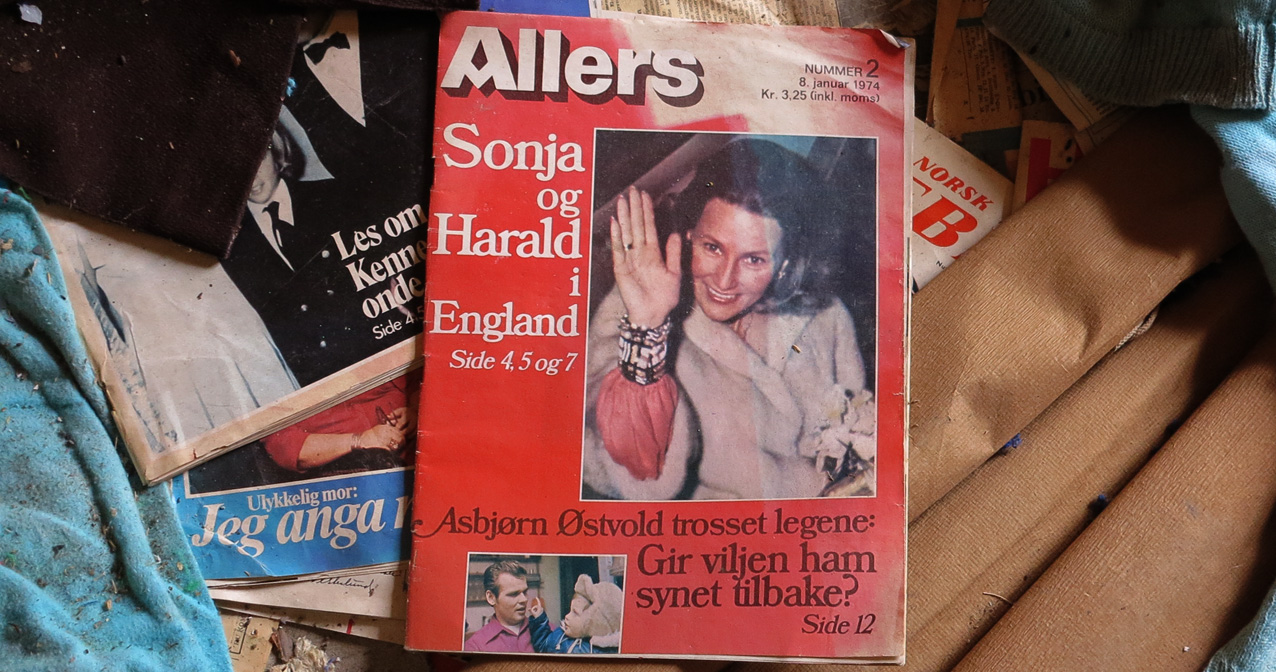 Allers
NUMMER 2
8. januar 1974
Kr. 3,25 (inkl. moms)
Sonja
og
Harald
i
England
Side 4, 5 og 7
Asbjørn Østvold trosset legene:
Gir viljen ham
synet tilbake?
Side 12
Les om
Side 4,5
Ulykkelig mor:
Jeg anga
NORSK